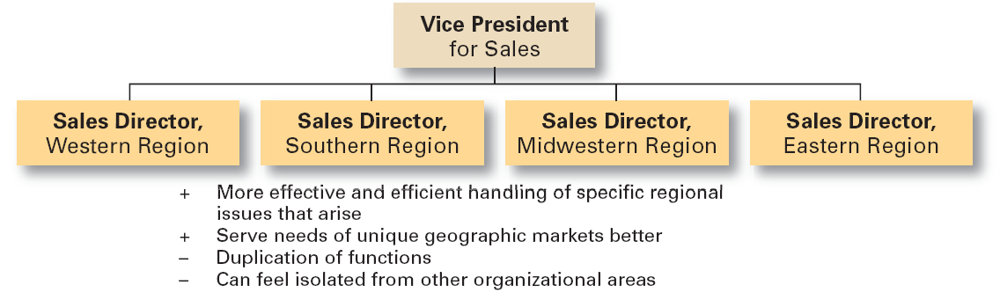 Vice President
for Sales
Sales Director,
Western Region
Sales Director,
Southern Region
Sales Director,
Midwestern Region
Sales Director,
Eastern Region
+ More effective and efficient handling of specific regional
issues that arise
+ Serve needs of unique geographic markets better
– Duplication of functions
– Can feel isolated from other organizational areas